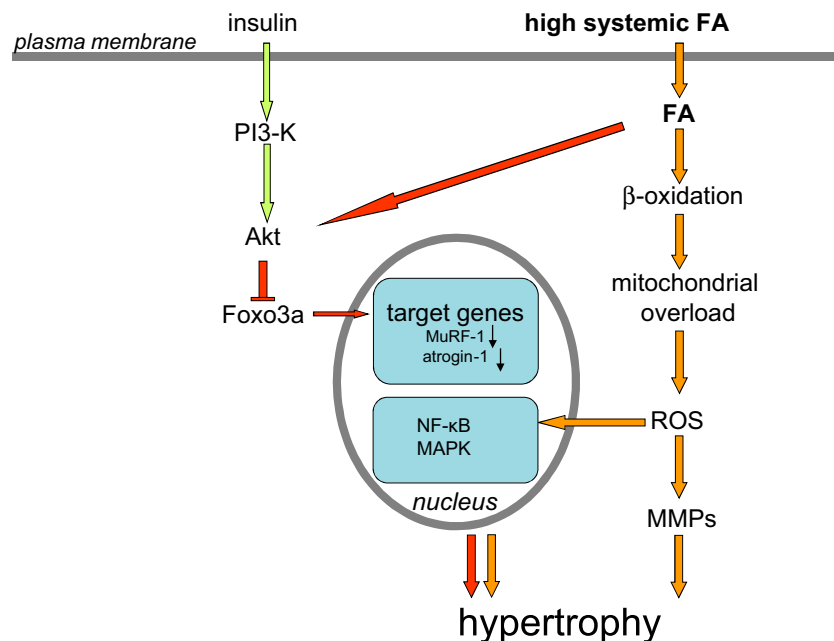 insulin
high systemic FA
plasma membrane
PI3-K
FA
β-oxidation
Akt
mitochondrial
overload
Foxo3a
target genes
MuRF-1
atrogin-1
NF-κB
MAPK
ROS
nucleus
MMPs
hypertrophy